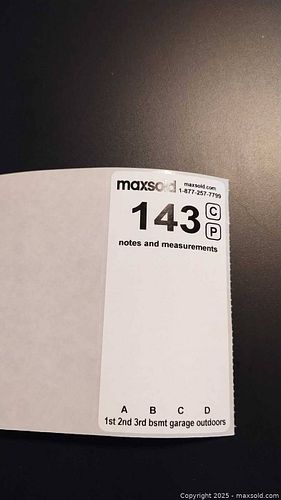 maxsold
maxsold.com
1-877-257-7799
143
C
P
notes and measurements
A B C D
1st 2nd 3rd bsmt garage outdoors
Copyright © 2025 - maxsold.com